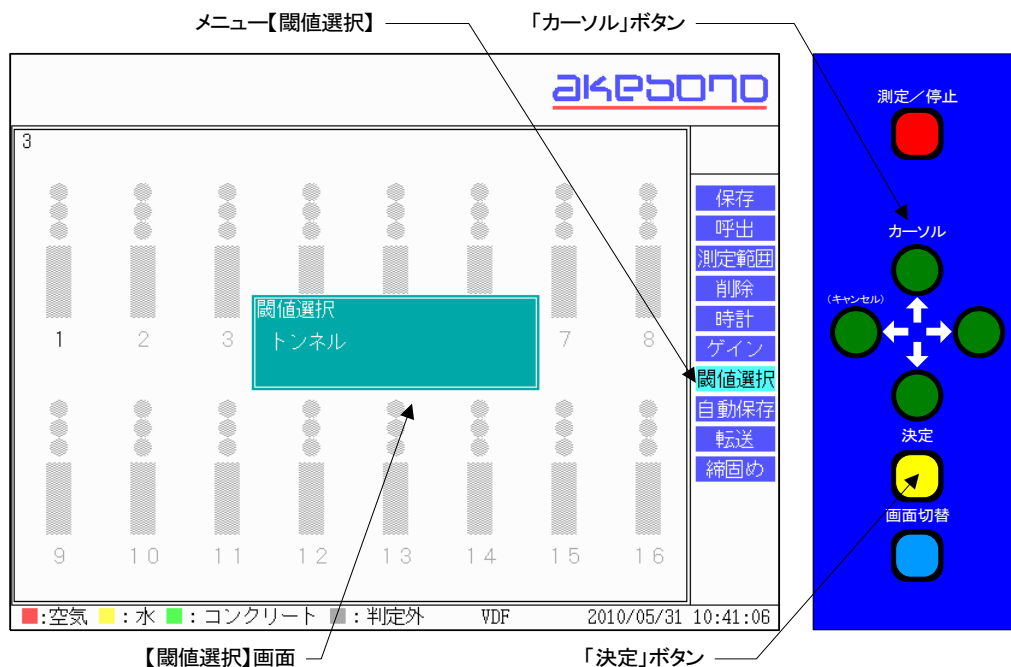 メニュー【閾値選択】
「カーソル」ボタン
akebono
3
1 2 3 7 8
閾値選択
トンネル
9 10 11 12 13 14 15 16
保存
呼出
測定範囲
削除
時計
ゲイン
閾値選択
自動保存
転送
締固め
■:空気 ■:水 ■:コンクリート ■:判定外 VDF 2010/05/31 10:41:06
測定／停止
カーソル
(キャンセル)
決定
画面切替
【閾値選択】画面
「決定」ボタン